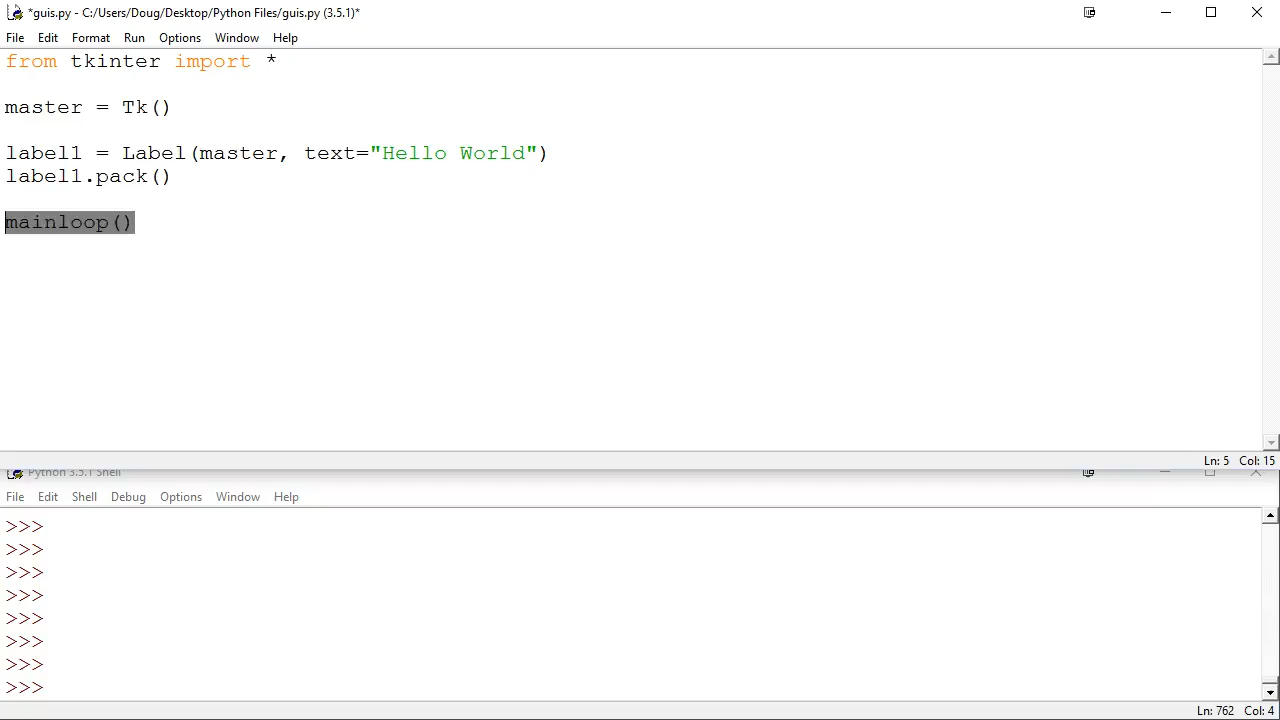 *guis.py - C:/Users/Doug/Desktop/Python Files/guis.py (3.5.1)*
File Edit Format Run Options Window Help
from tkinter import *
master = Tk()
label1 = Label(master, text="Hello World")
label1.pack()
mainloop()
Ln: 5 Col: 15
Python 3.5.1 Shell
File Edit Shell Debug Options Window Help
>>>
>>>
>>>
>>>
>>>
>>>
>>>
>>>
Ln: 762 Col: 4